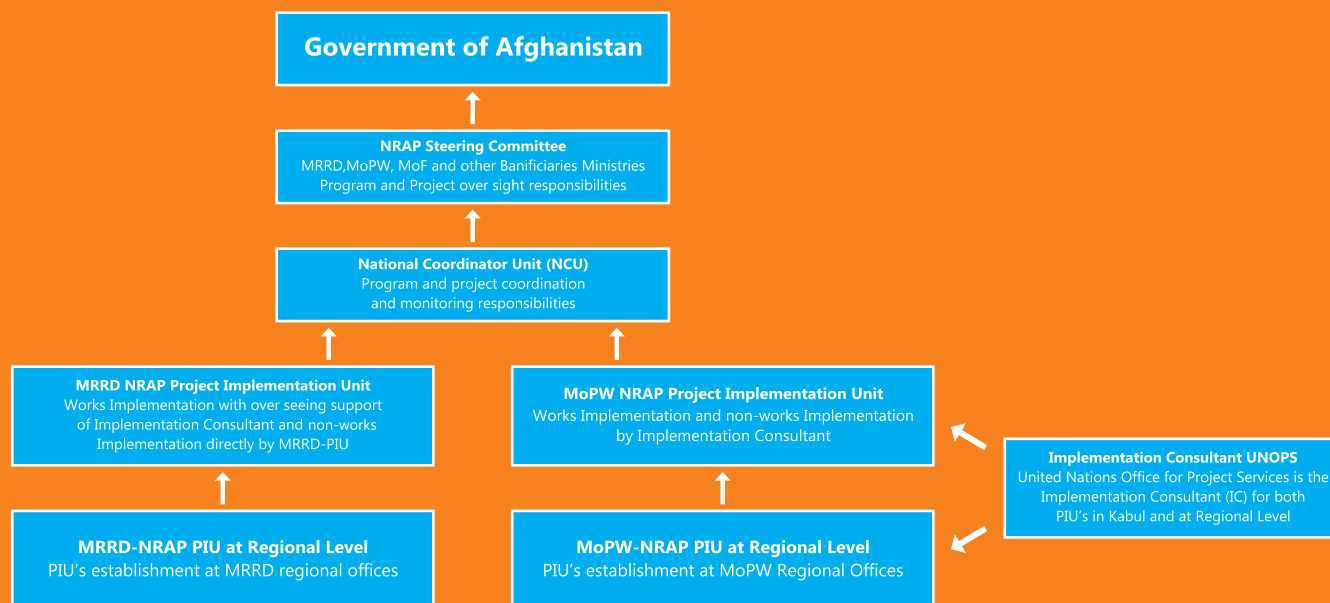 Government of Afghanistan
NRAP Steering Committee
MRRD,MoPW, MoF and other Banificiaries Ministries
Program and Project over sight responsibilities
National Coordinator Unit (NCU)
Program and project coordination
and monitoring responsibilities
MRRD NRAP Project Implementation Unit
Works Implementation with over seeing support
of Implementation Consultant and non-works
Implementation directly by MRRD-PIU
MoPW NRAP Project Implementation Unit
Works Implementation and non-works Implementation
by Implementation Consultant
Implementation Consultant UNOPS
United Nations Office for Project Services is the
Implementation Consultant (IC) for both
PIU's in Kabul and at Regional Level
MRRD-NRAP PIU at Regional Level
PIU's establishment at MRRD regional offices
MoPW-NRAP PIU at Regional Level
PIU's establishment at MoPW Regional Offices